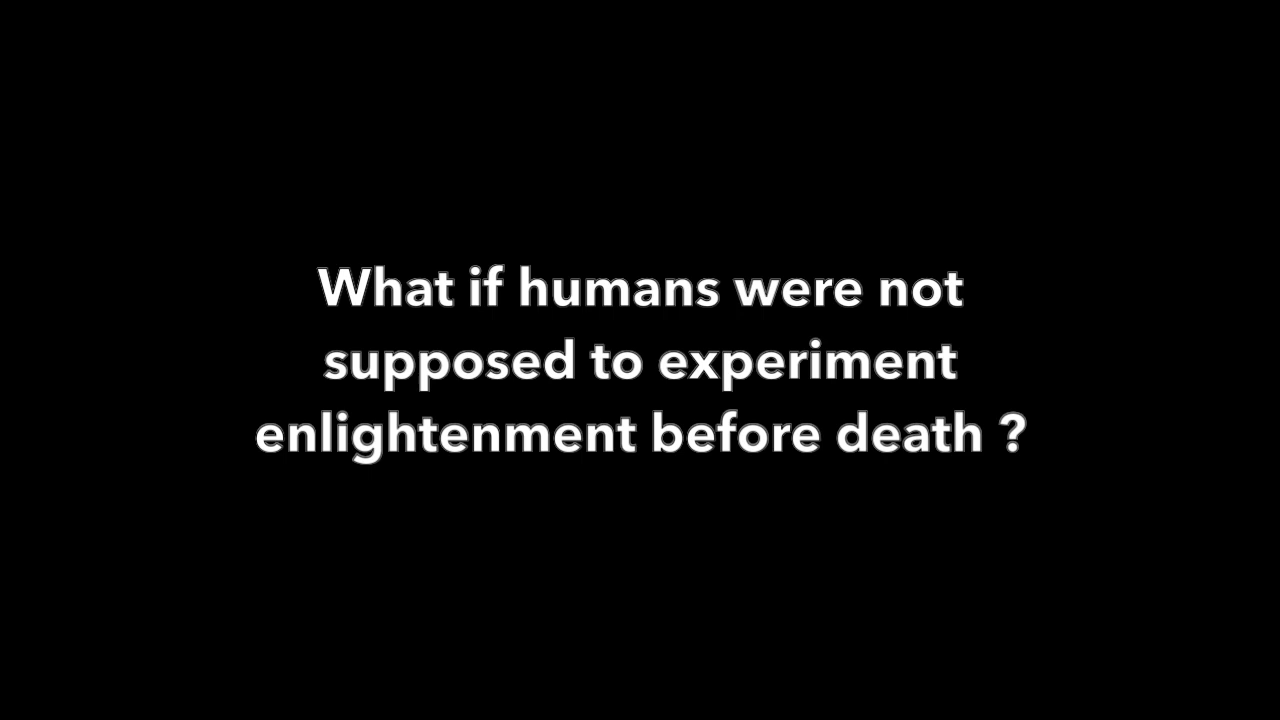 What if humans were not
supposed to experiment
enlightenment before death ?